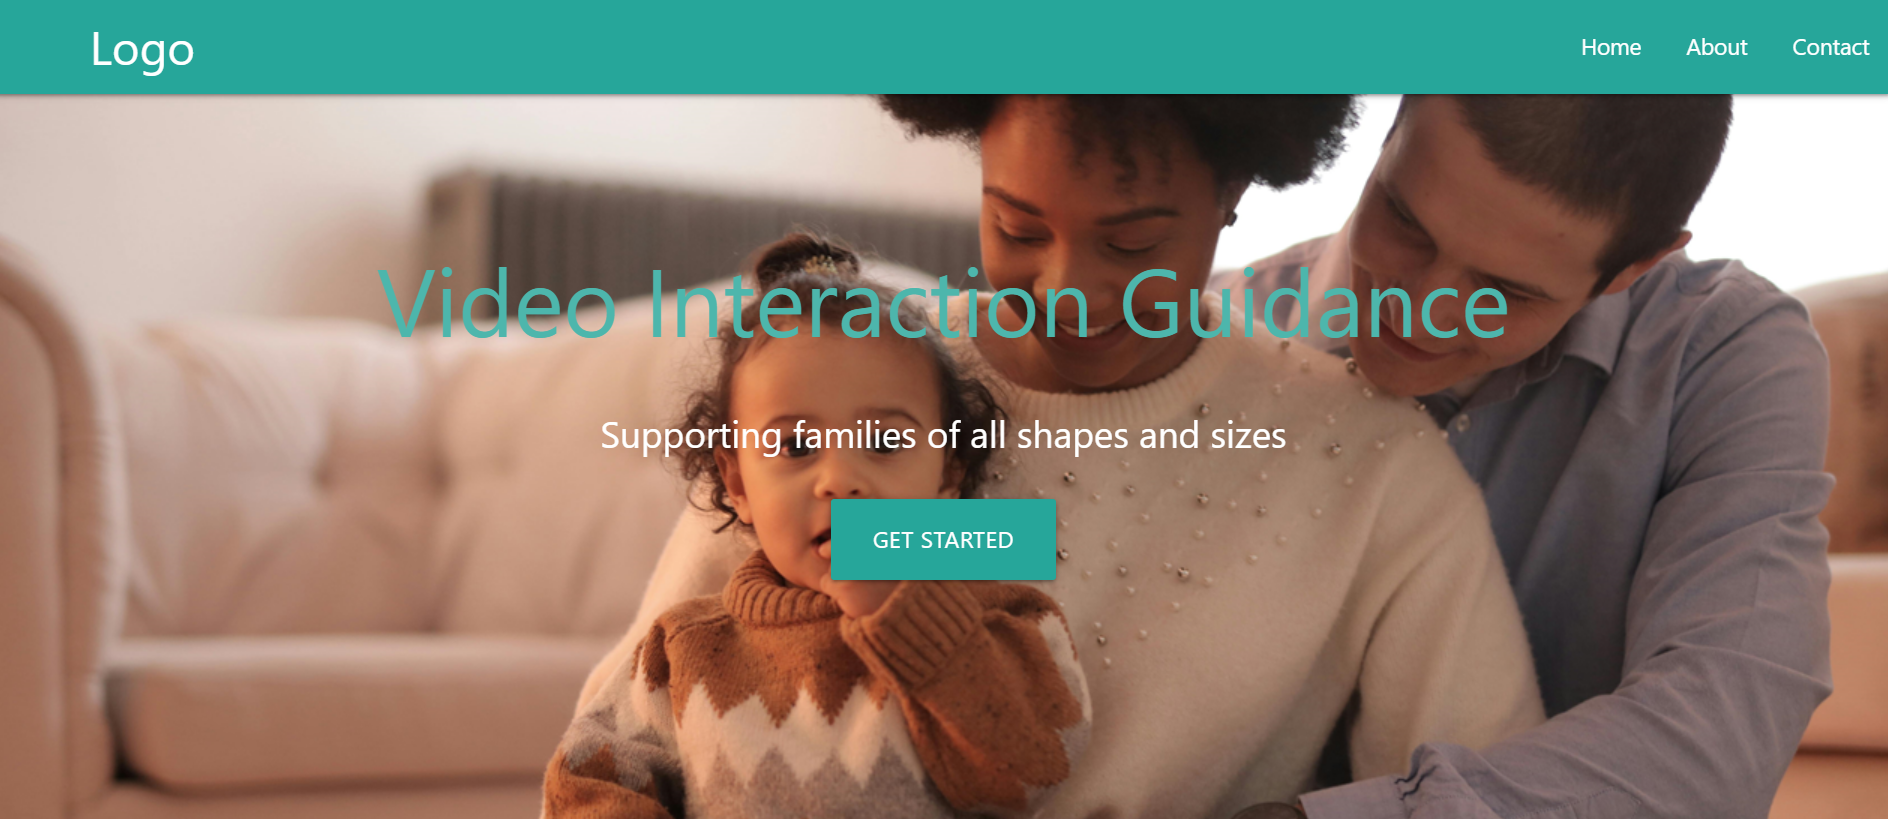 Logo
Home About Contact
Video Interaction Guidance
Supporting families of all shapes and sizes
GET STARTED